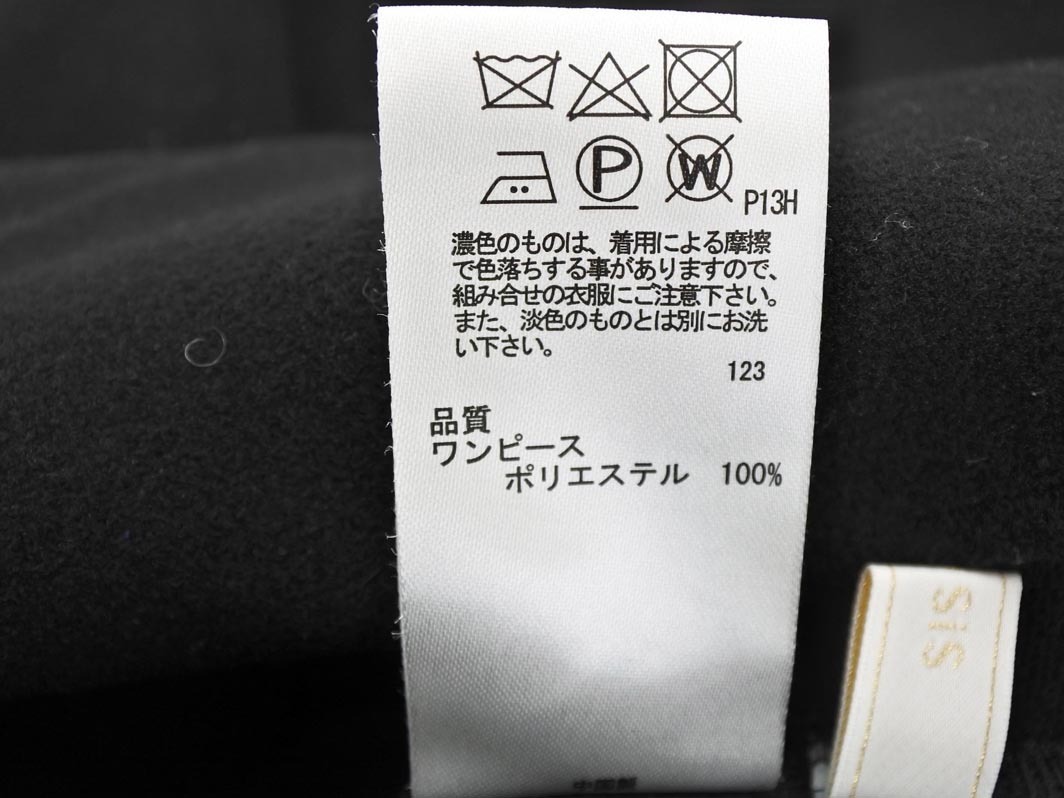 P
W
P13H
濃色のものは、着用による摩擦
で色落ちする事がありますので、
組み合せの衣服にご注意下さい。
また、淡色のものとは別にお洗
い下さい。
123
品質
ワンピース
ポリエステル 100%